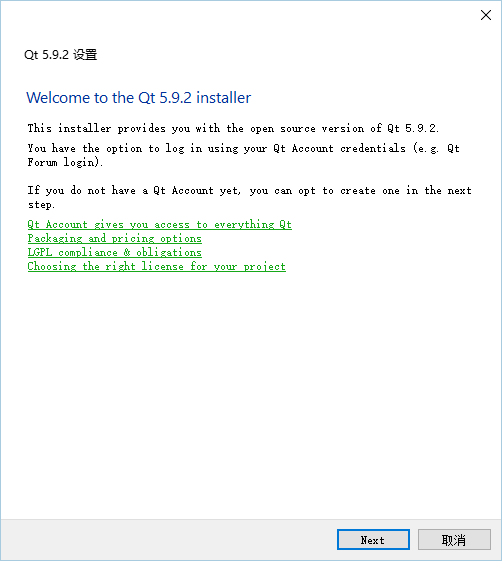 Qt 5.9.2 设置
Welcome to the Qt 5.9.2 installer
This installer provides you with the open source version of Qt 5.9.2.
You have the option to log in using your Qt Account credentials (e.g. Qt
Forum login).
If you do not have a Qt Account yet, you can opt to create one in the next
step.
Qt Account gives you access to everything Qt
Packaging and pricing options
LGPL compliance & obligations
Choosing the right license for your project
Next
取消